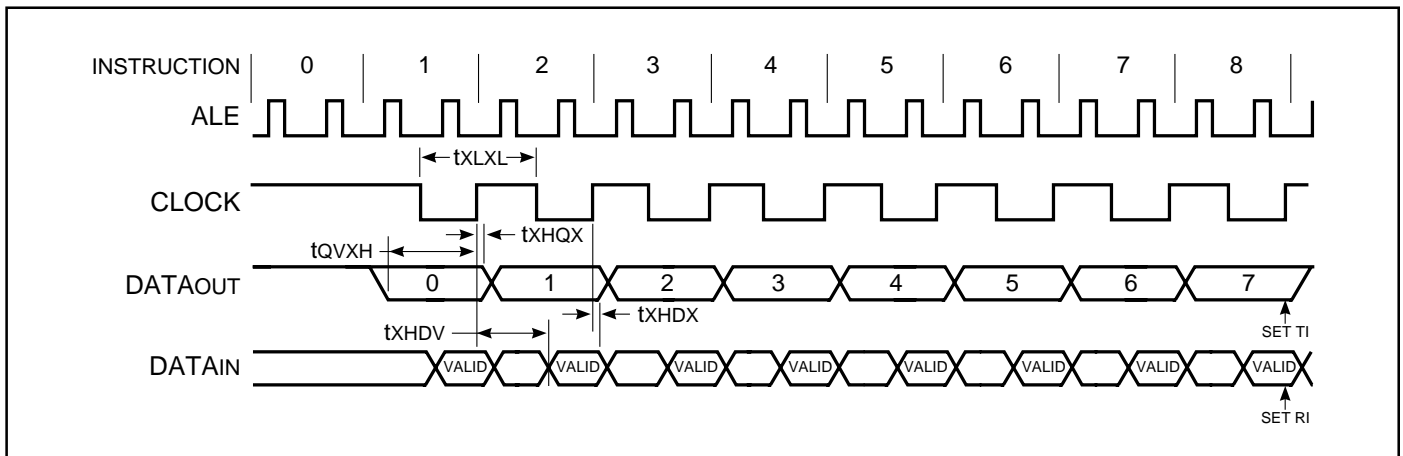 INSTRUCTION 0 1 2 3 4 5 6 7 8
ALE
tXLXL
CLOCK
tXHQX
tQVXH
DATAOUT 0 1 2 3 4 5 6 7
tXHDX
tXHDV
SET TI
DATAIN VALID VALID VALID VALID VALID VALID VALID VALID
SET RI